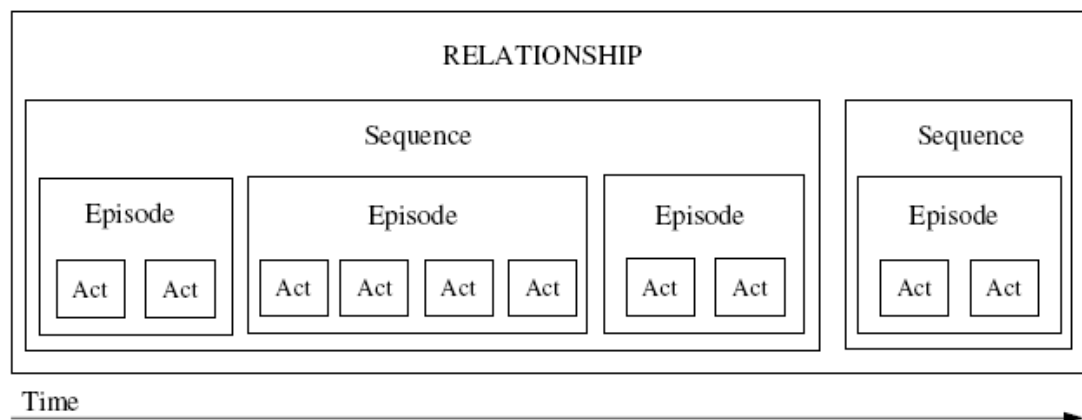 RELATIONSHIP
Sequence Sequence
Episode Episode Episode Episode
Act Act Act Act Act Act Act Act Act Act
Time